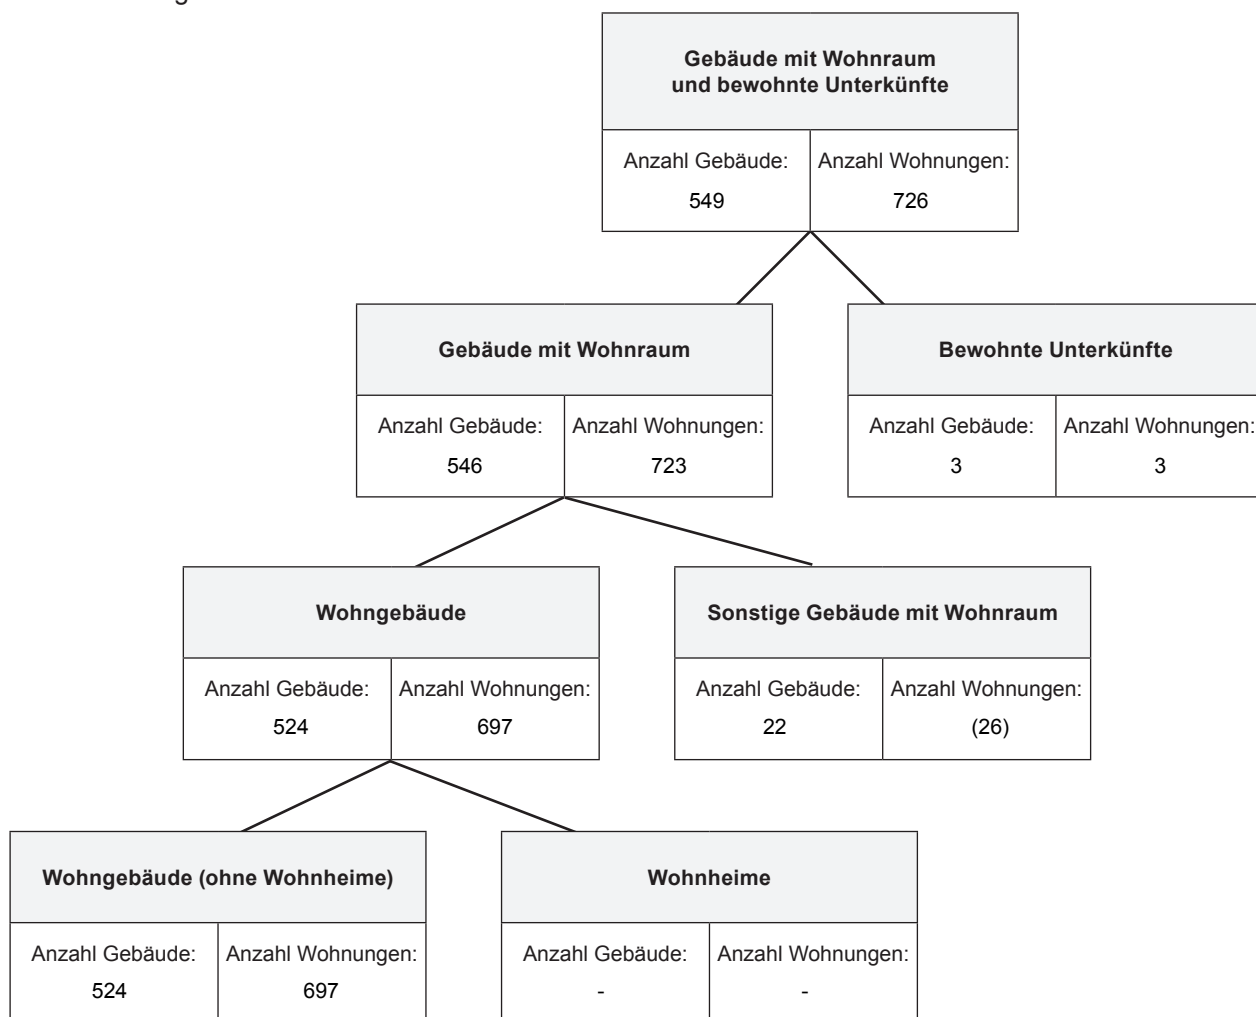 Gebäude mit Wohnraum
und bewohnte Unterkünfte
Anzahl Gebäude: Anzahl Wohnungen:
549 726
Gebäude mit Wohnraum
Anzahl Gebäude: Anzahl Wohnungen:
546 723
Bewohnte Unterkünfte
Anzahl Gebäude: Anzahl Wohnungen:
3 3
Wohngebäude
Anzahl Gebäude: Anzahl Wohnungen:
524 697
Sonstige Gebäude mit Wohnraum
Anzahl Gebäude: Anzahl Wohnungen:
22 (26)
Wohngebäude (ohne Wohnheime)
Anzahl Gebäude: Anzahl Wohnungen:
524 697
Wohnheime
Anzahl Gebäude: Anzahl Wohnungen:
- -